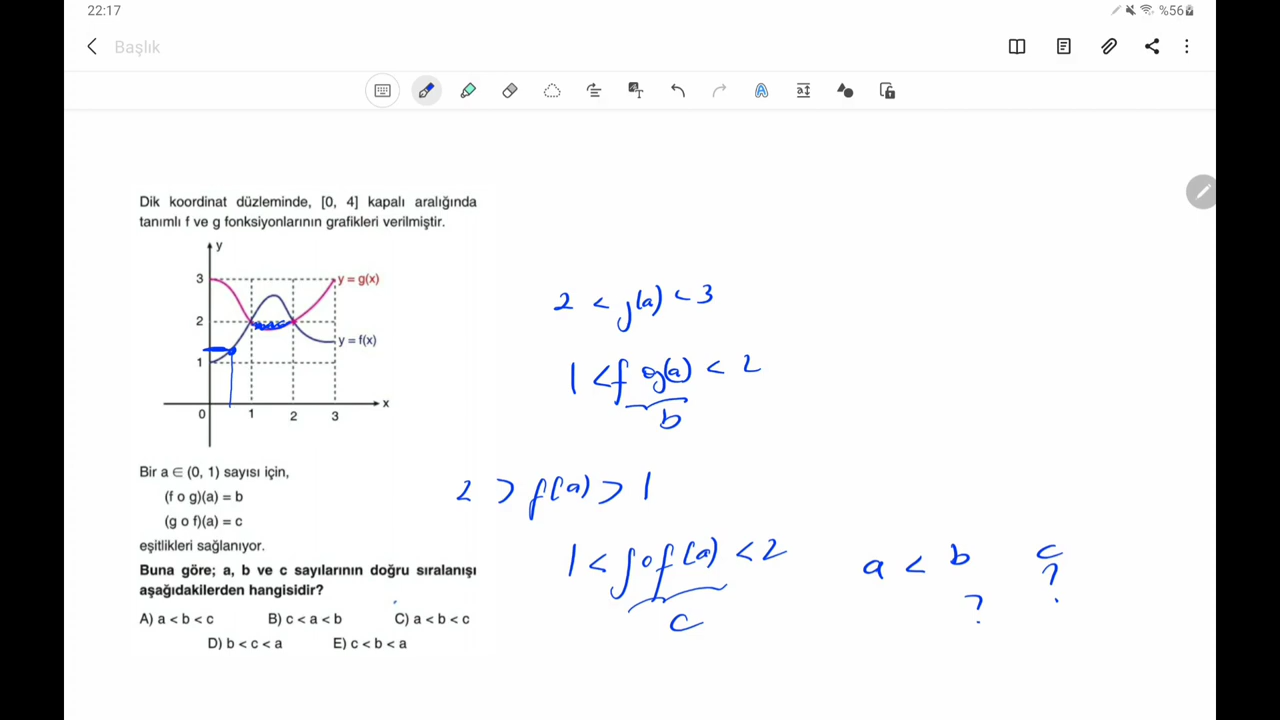 22:17
%56
Başlık
Dik koordinat düzleminde, [0, 4] kapalı aralığında
tanımlı f ve g fonksiyonlarının grafikleri verilmiştir.
y
3
y = g(x)
2
y = f(x)
1
x
0 1 2 3
Bir a ∈ (0, 1) sayısı için,
(f o g)(a) = b
(g o f)(a) = c
eşitlikleri sağlanıyor.
Buna göre; a, b ve c sayılarının doğru sıralanışı
aşağıdakilerden hangisidir?
A) a < b < c B) c < a < b C) a < b < c
D) b < c < a E) c < b < a
2 < g(a) < 3
1 < f o g(a) < 2
b
2 > f(a) > 1
1 < g o f(a) < 2
c
a < b c
? ?